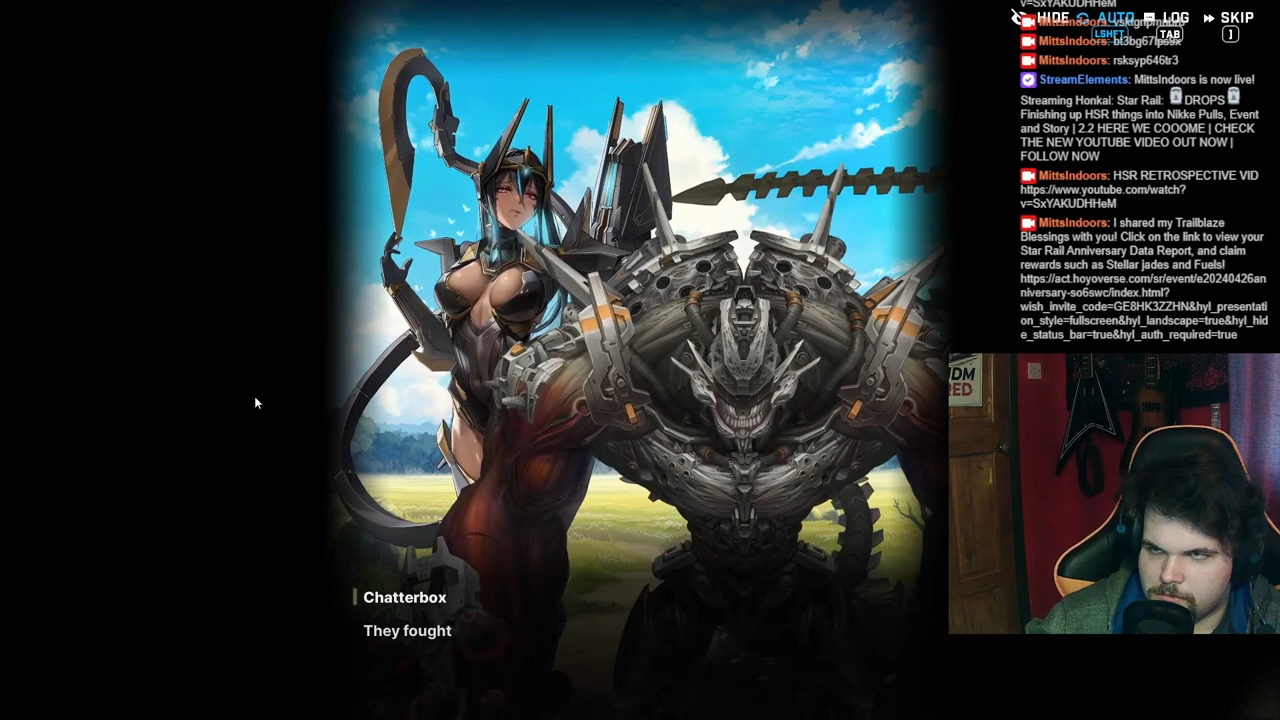 HIDE AUTO LOG SKIP
LSHFT TAB ]
MittsIndoors:
MittsIndoors: rsksyp646tr3
StreamElements: MittsIndoors is now live!
Streaming Honkai: Star Rail: DROPS
Finishing up HSR things into Nikke Pulls, Event
and Story | 2.2 HERE WE COOOME | CHECK
THE NEW YOUTUBE VIDEO OUT NOW |
FOLLOW NOW
MittsIndoors: HSR RETROSPECTIVE VID
https://www.youtube.com/watch?
v=SxYAKUDHHeM
MittsIndoors: I shared my Trailblaze
Blessings with you! Click on the link to view your
Star Rail Anniversary Data Report, and claim
rewards such as Stellar jades and Fuels!
https://act.hoyoverse.com/sr/event/e20240426an
niversary-so6swc/index.html?
wish_invite_code=GE8HK3ZZHN&hyl_presentati
on_style=fullscreen&hyl_landscape=true&hyl_hid
e_status_bar=true&hyl_auth_required=true
Chatterbox
They fought